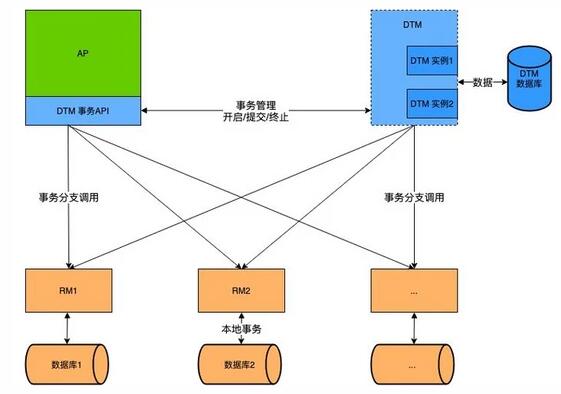 AP
DTM 事务API
DTM
DTM 实例1
DTM 实例2
数据
DTM
数据库
事务管理
开启/提交/终止
事务分支调用
事务分支调用
RM1
RM2
...
本地事务
数据库1
数据库2
...